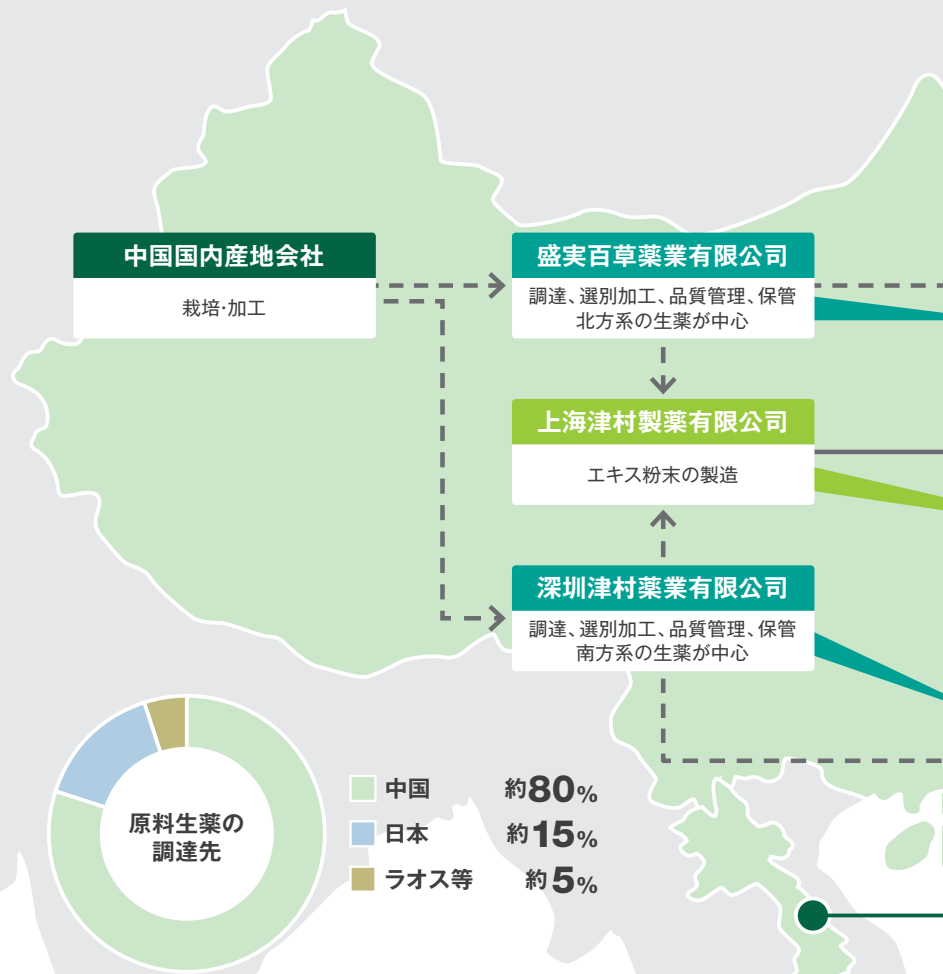 中国国内産地会社
栽培・加工
盛実百草薬業有限公司
調達、選別加工、品質管理、保管
北方系の生薬が中心
上海津村製薬有限公司
エキス粉末の製造
深圳津村薬業有限公司
調達、選別加工、品質管理、保管
南方系の生薬が中心
原料生薬の
調達先
中国 約80%
日本 約15%
ラオス等 約5%